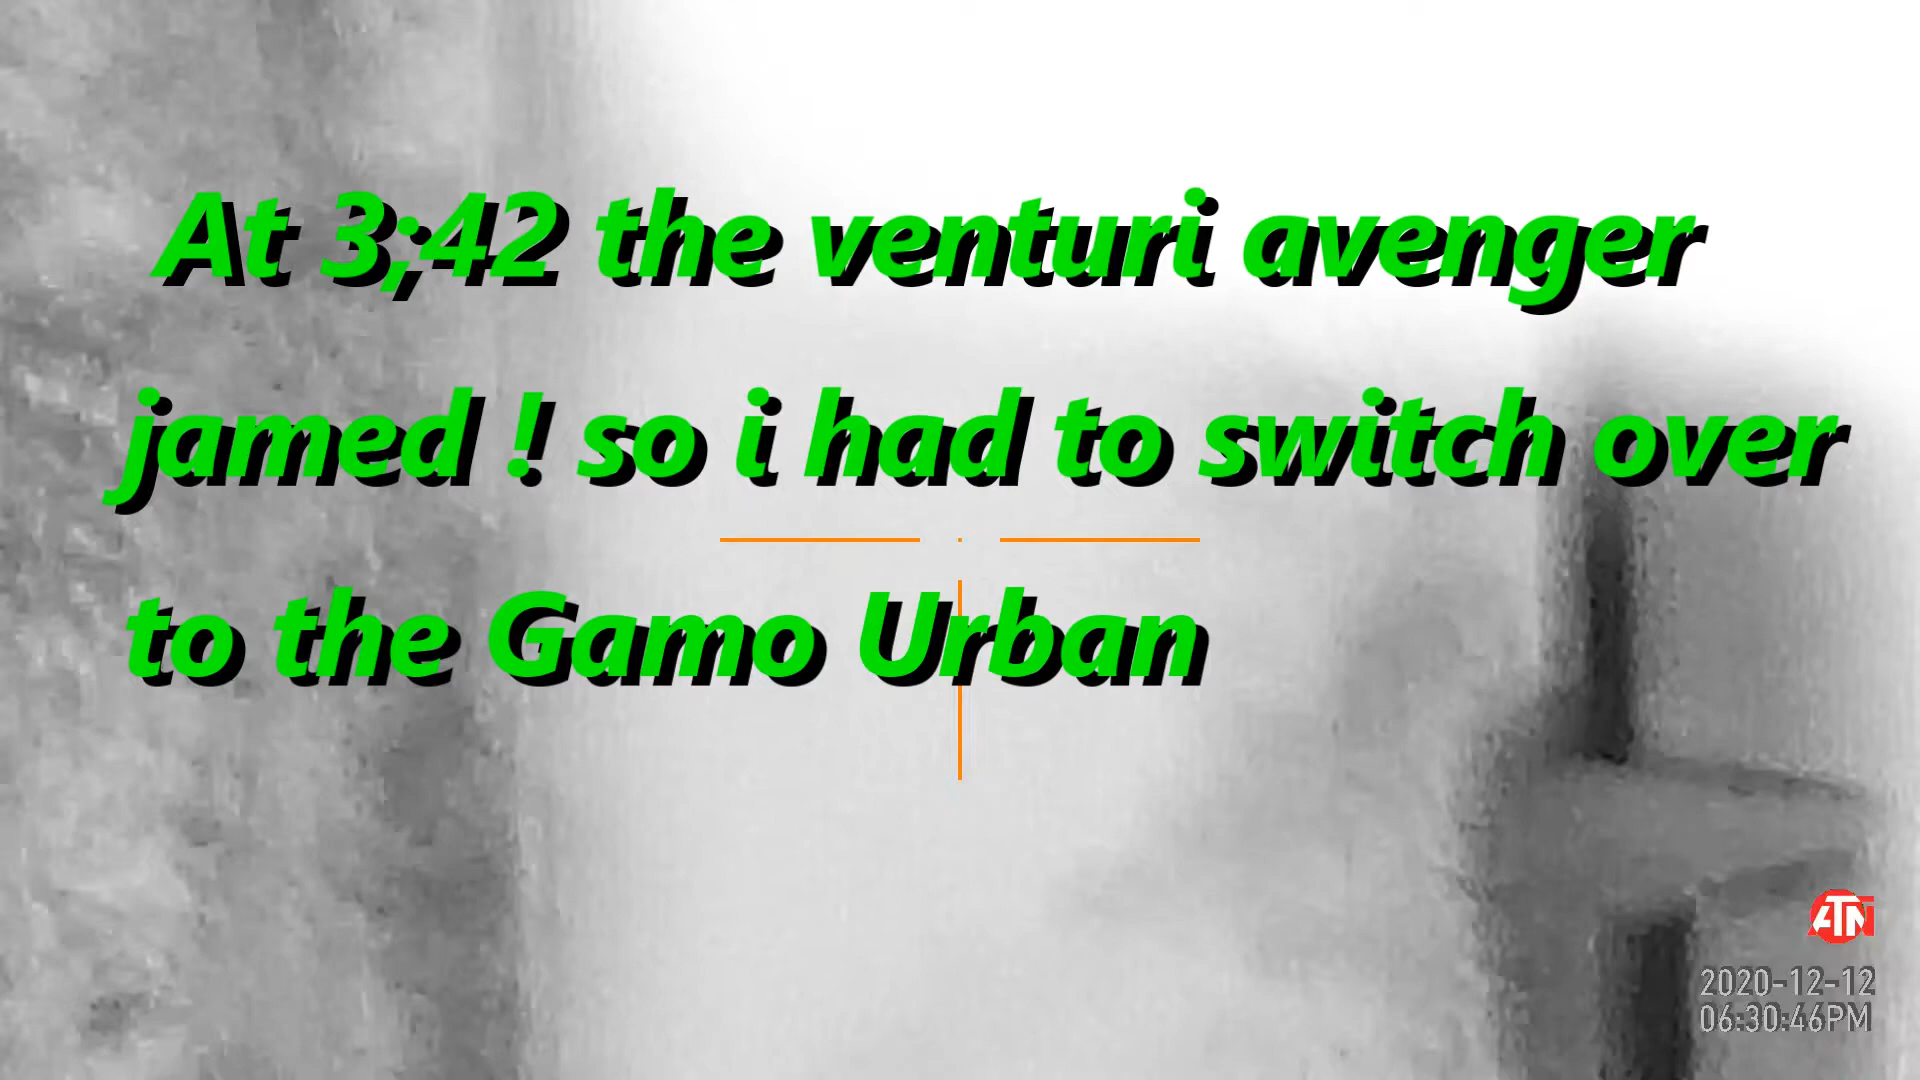 At 3;42 the venturi avenger
jamed ! so i had to switch over
to the Gamo Urban
ATN
2020-12-12
06:30:46PM